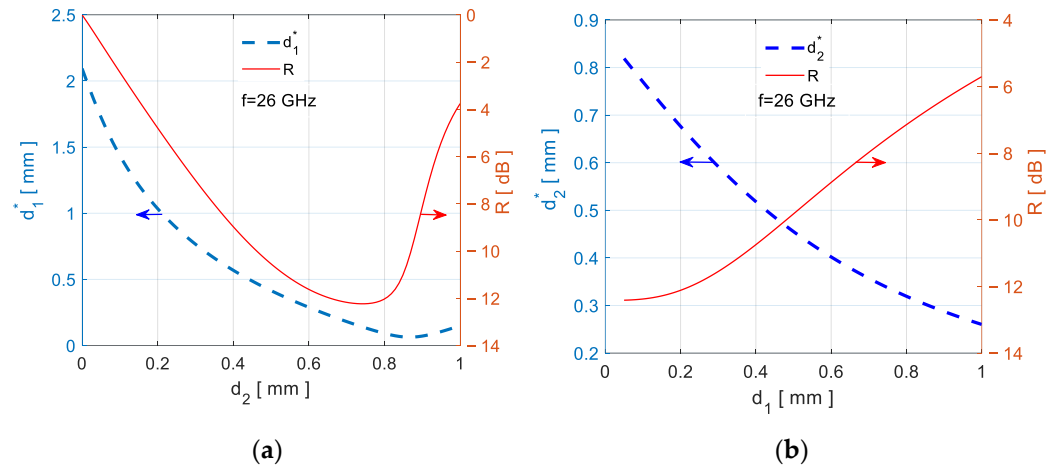 2.5
2
1.5
1
0.5
0
d₁* [ mm ]
0
0.2
0.4
0.6
0.8
1
d₂ [ mm ]
0
− 2
− 4
− 6
− 8
− 10
− 12
− 14
R [ dB ]
d₁*
R
f=26 GHz
(a)
0.9
0.8
0.7
0.6
0.5
0.4
0.3
0.2
d₂* [ mm ]
0
0.2
0.4
0.6
0.8
1
d₁ [ mm ]
− 4
− 6
− 8
− 10
− 12
− 14
R [ dB ]
d₂*
R
f=26 GHz
(b)